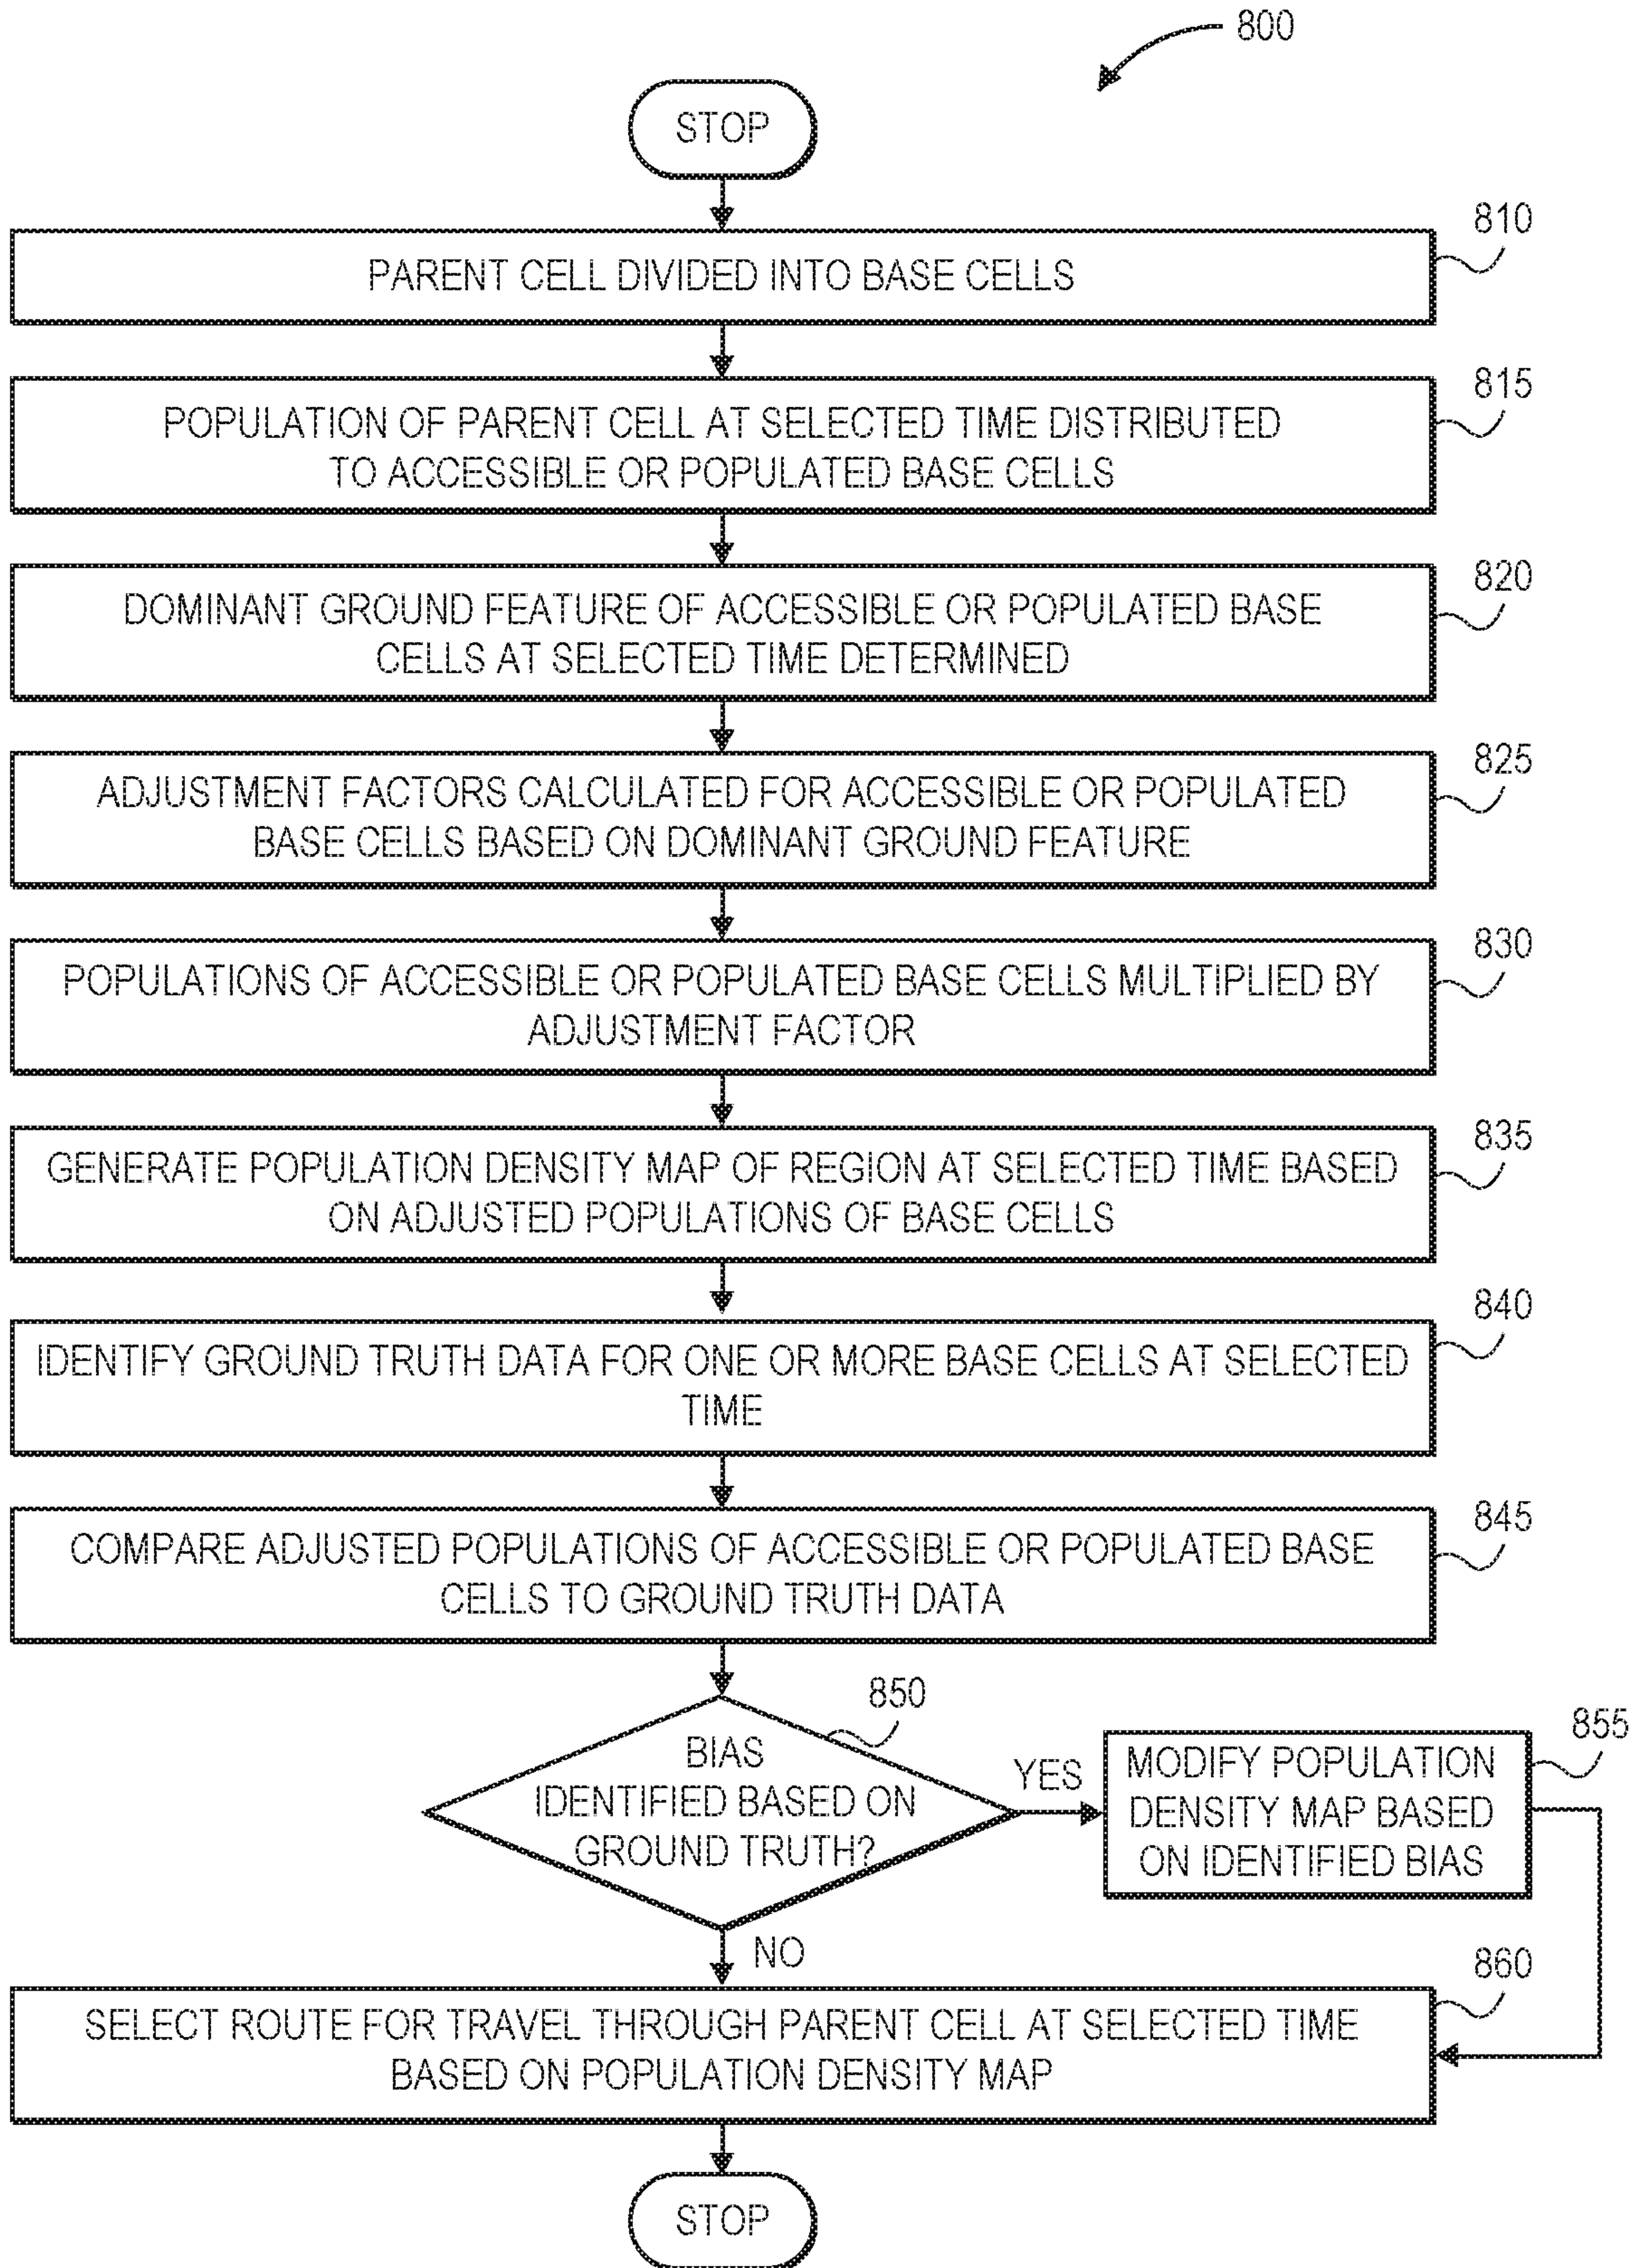 800
STOP
810
PARENT CELL DIVIDED INTO BASE CELLS
815
POPULATION OF PARENT CELL AT SELECTED TIME DISTRIBUTED
TO ACCESSIBLE OR POPULATED BASE CELLS
820
DOMINANT GROUND FEATURE OF ACCESSIBLE OR POPULATED BASE
CELLS AT SELECTED TIME DETERMINED
825
ADJUSTMENT FACTORS CALCULATED FOR ACCESSIBLE OR POPULATED
BASE CELLS BASED ON DOMINANT GROUND FEATURE
830
POPULATIONS OF ACCESSIBLE OR POPULATED BASE CELLS MULTIPLIED BY
ADJUSTMENT FACTOR
835
GENERATE POPULATION DENSITY MAP OF REGION AT SELECTED TIME BASED
ON ADJUSTED POPULATIONS OF BASE CELLS
840
IDENTIFY GROUND TRUTH DATA FOR ONE OR MORE BASE CELLS AT SELECTED
TIME
845
COMPARE ADJUSTED POPULATIONS OF ACCESSIBLE OR POPULATED BASE
CELLS TO GROUND TRUTH DATA
850
BIAS
IDENTIFIED BASED ON
GROUND TRUTH?
YES
855
MODIFY POPULATION
DENSITY MAP BASED
ON IDENTIFIED BIAS
NO
860
SELECT ROUTE FOR TRAVEL THROUGH PARENT CELL AT SELECTED TIME
BASED ON POPULATION DENSITY MAP
STOP